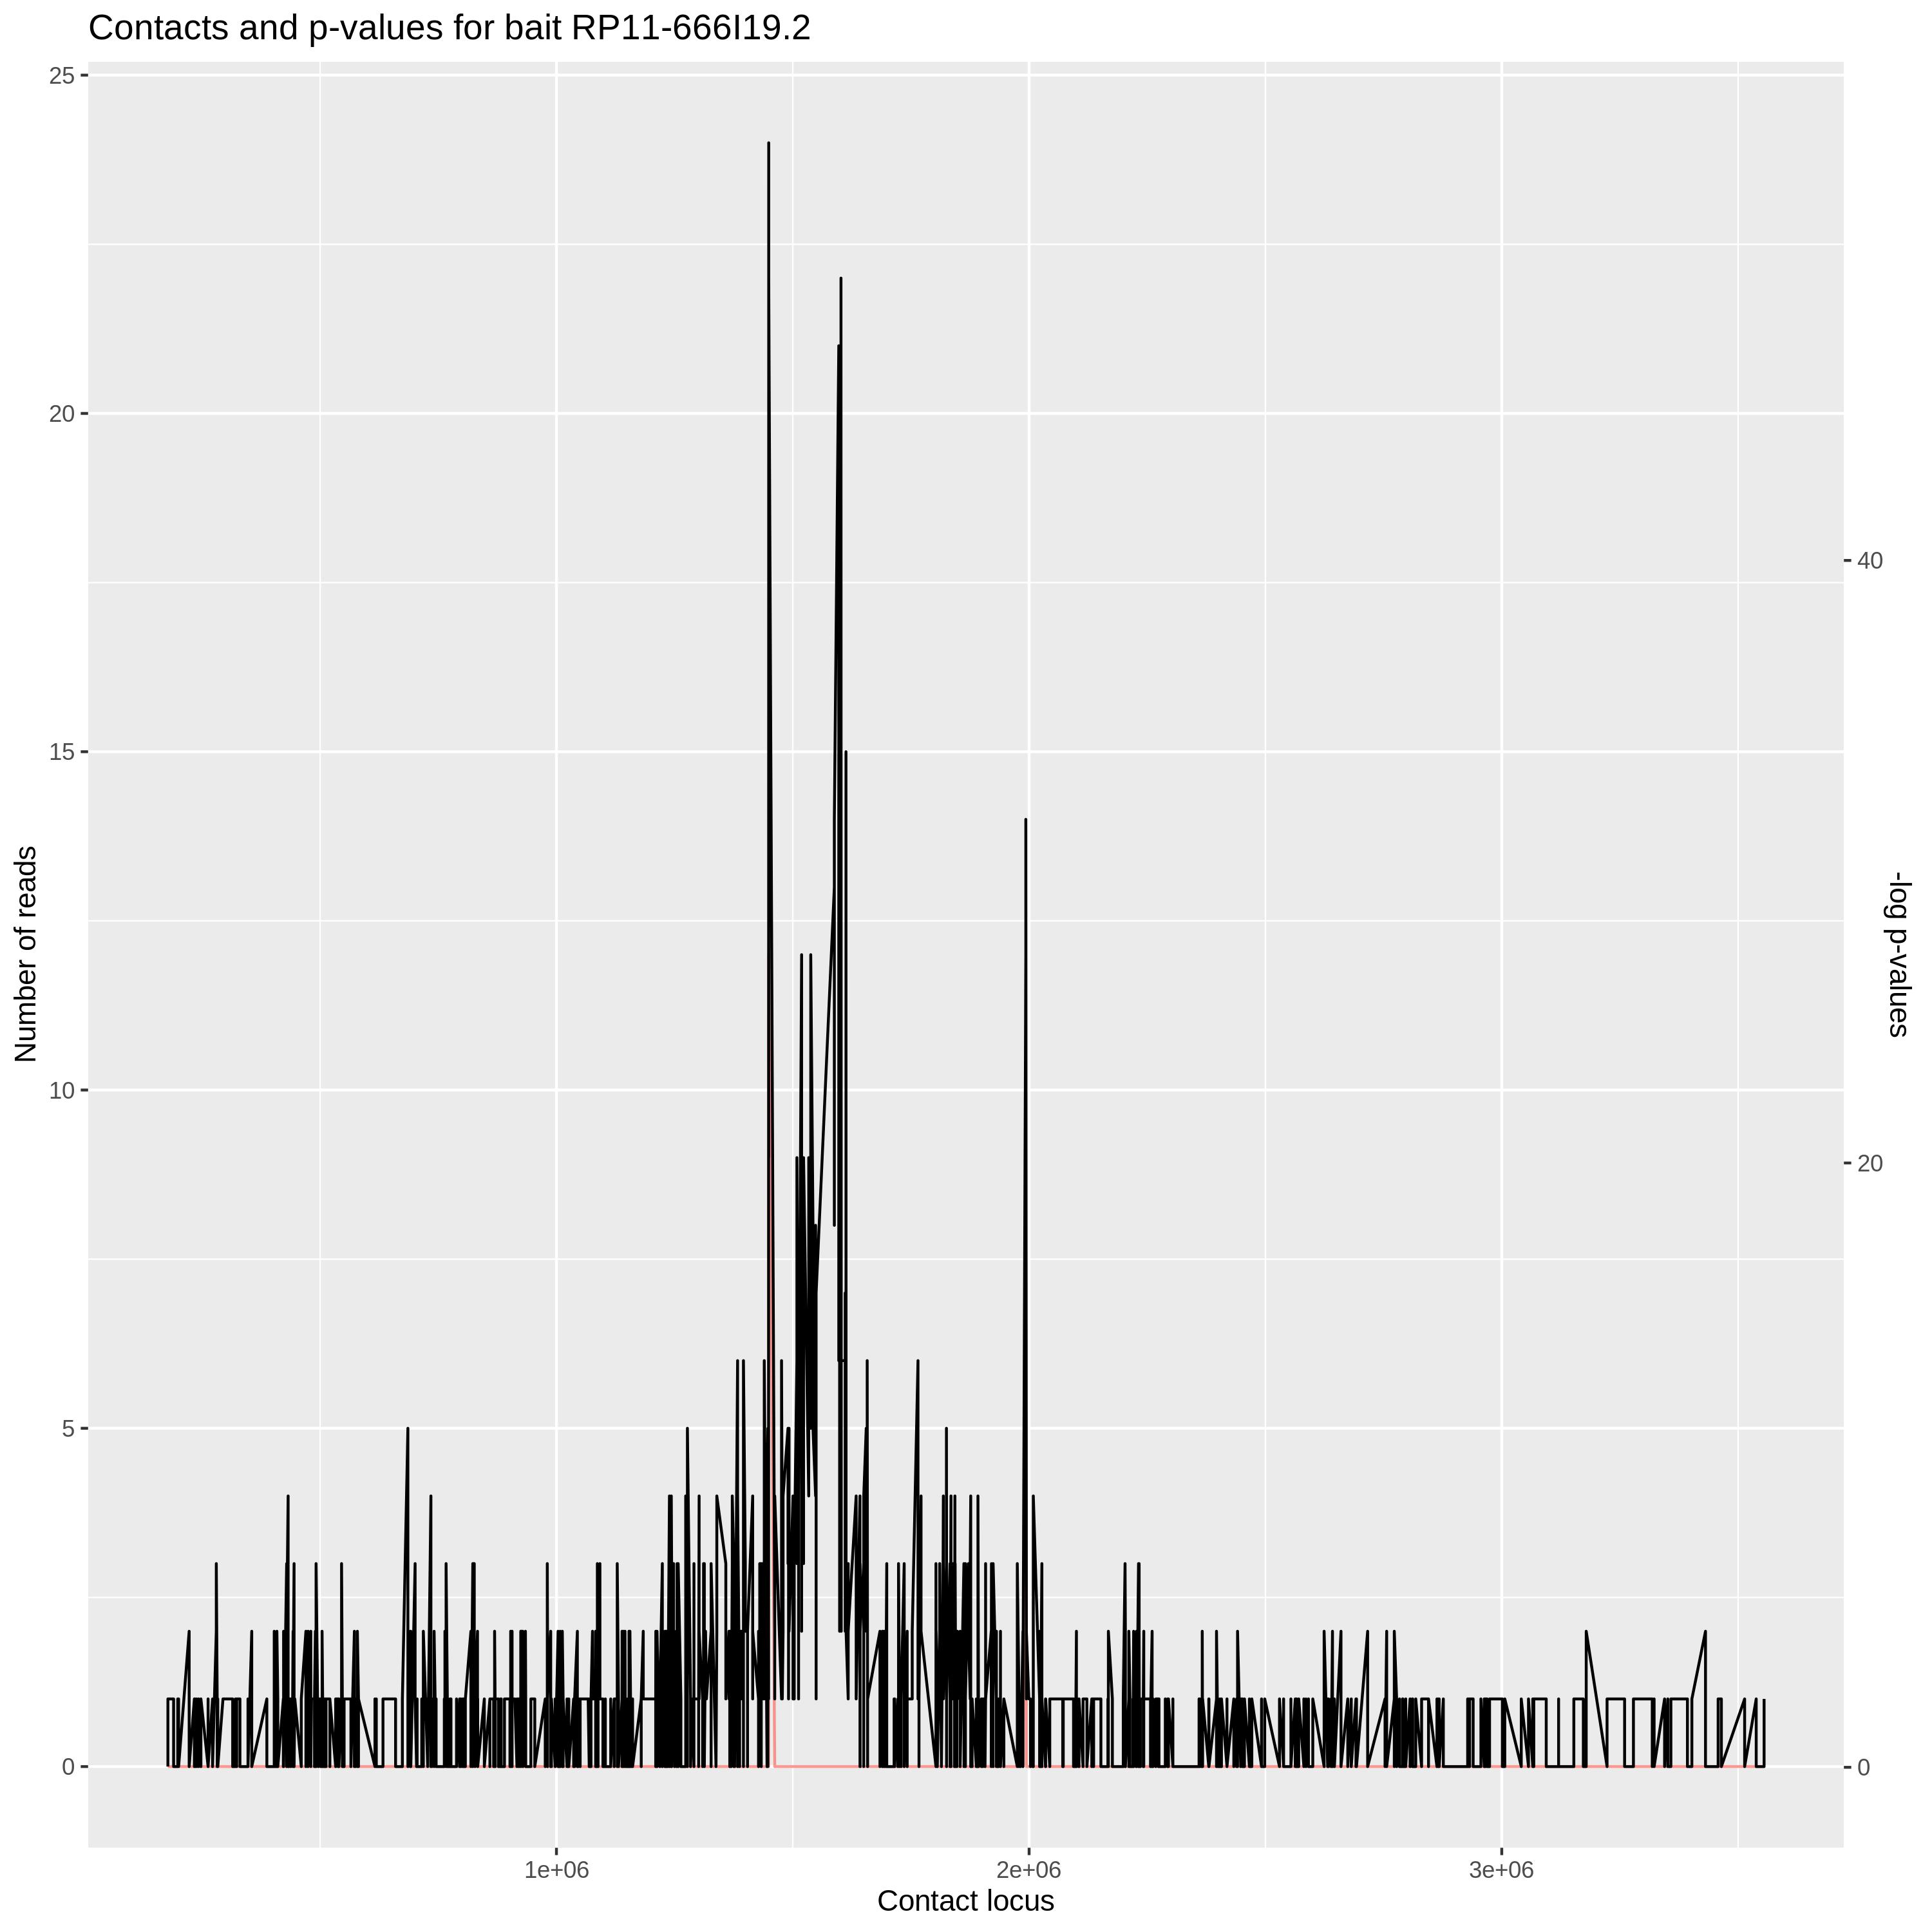 Contacts and p-values for bait RP11-666I19.2
25
20
15
10
5
0
Number of reads
40
20
0
-log p-values
1e+06
2e+06
3e+06
Contact locus